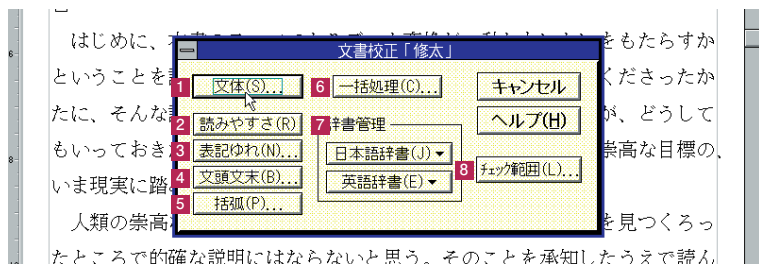 はじめに、
をもたらすか
文書校正「修太」
ということを
くださったか
1 文体(S)...
6 一括処理(C)...
キャンセル
たに、そんな
が、どうして
2 読みやすさ(R)
7 辞書管理
ヘルプ(H)
もいっておき
崇高な目標の、
3 表記ゆれ(N)...
日本語辞書(J)
8 チェック範囲(L)...
いま現実に踏
4 文頭文末(B)...
英語辞書(E)
5 括弧(P)...
人類の崇高
を見つくろっ
たところで的確な説明にはならないと思う。そのことを承知したうえで読ん